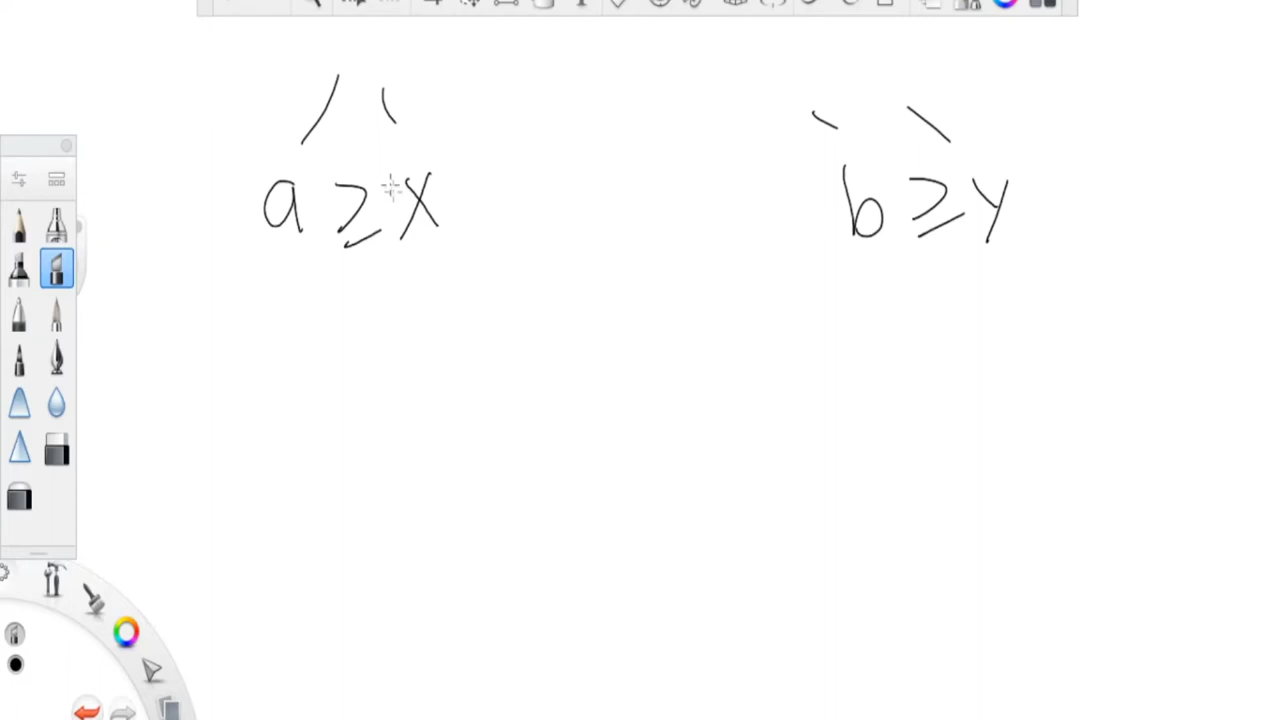 a ≥ x b ≥ y